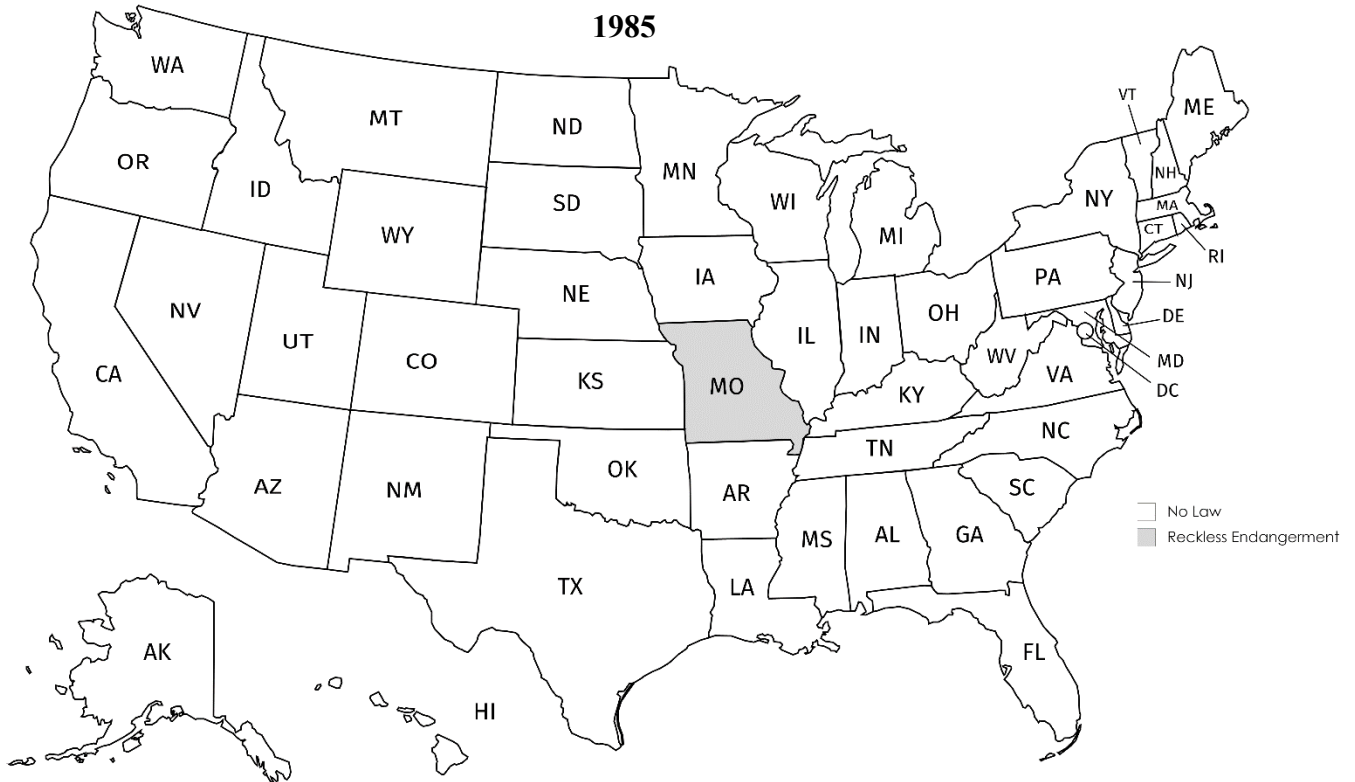 1985
WA
MT
ND
MN
VT
ME
OR
ID
SD
WI
NH
NY
MA
WY
MI
CT
RI
IA
PA
NJ
NE
NV
OH
DE
UT
IL
IN
CO
WV
MD
CA
KS
MO
VA
DC
KY
NC
TN
OK
AZ
NM
AR
SC
No Law
MS
AL
GA
Reckless Endangerment
TX
LA
AK
FL
HI